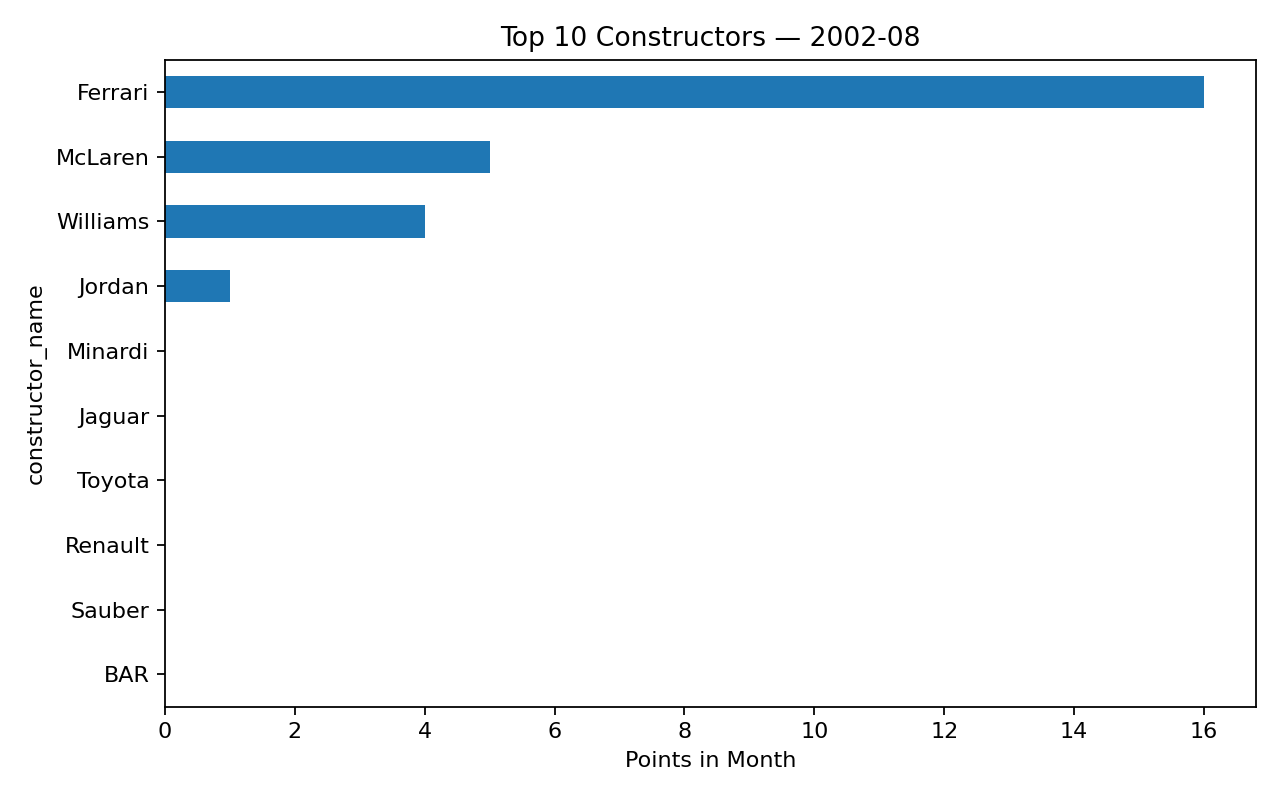 Top 10 Constructors — 2002-08
constructor_name
Ferrari
McLaren
Williams
Jordan
Minardi
Jaguar
Toyota
Renault
Sauber
BAR
0 2 4 6 8 10 12 14 16
Points in Month